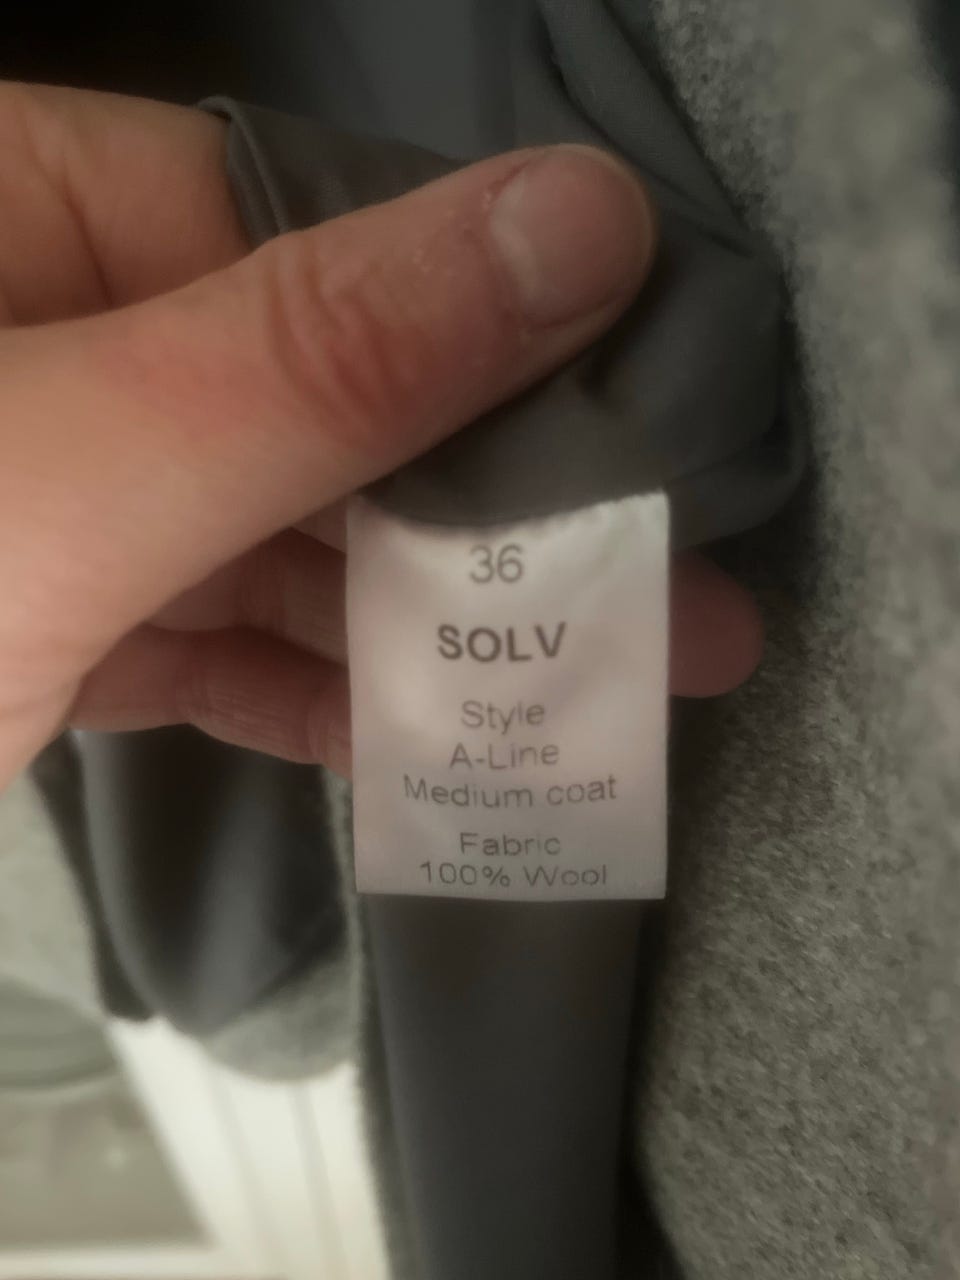 36
SOLV
Style
A-Line
Medium coat
Fabric
100% Wool